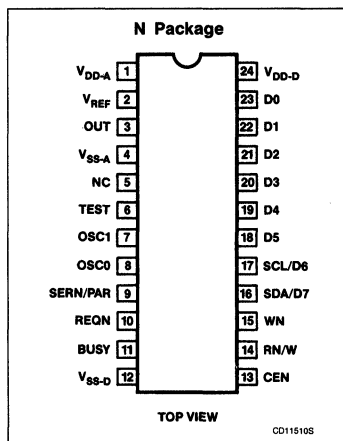 N Package
VDD-A 1 24 VDD-D
VREF 2 23 D0
OUT 3 22 D1
VSS-A 4 21 D2
NC 5 20 D3
TEST 6 19 D4
OSC1 7 18 D5
OSC0 8 17 SCL/D6
SERN/PAR 9 16 SDA/D7
REQN 10 15 WN
BUSY 11 14 RN/W
VSS-D 12 13 CEN
TOP VIEW
CD11510S